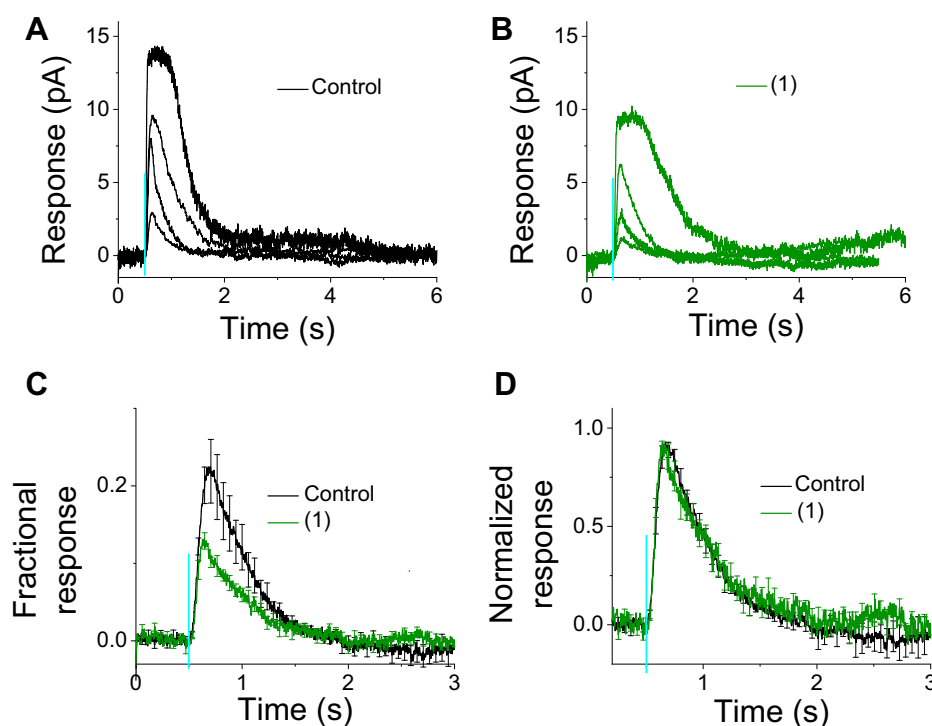 A
15
10
5
0
Response (pA)
Control
0
2
4
6
Time (s)
B
15
10
5
0
Response (pA)
(1)
0
2
4
6
Time (s)
C
0.2
0.0
Fractional
response
Control
(1)
0
1
2
3
Time (s)
D
1.0
0.5
0.0
Normalized
response
Control
(1)
1
2
3
Time (s)